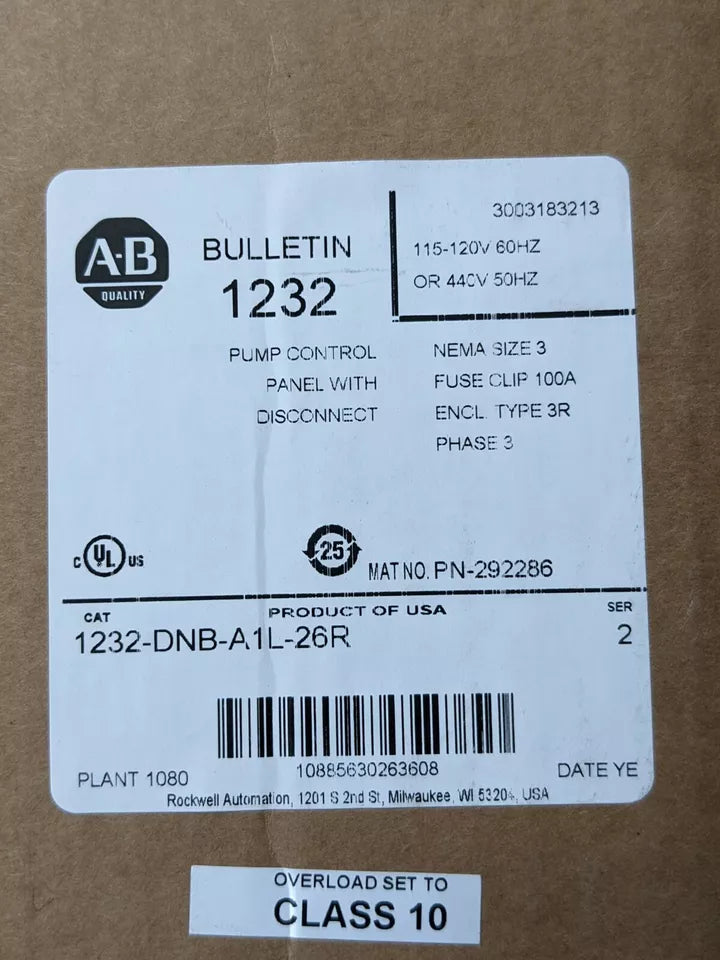 A-B
QUALITY
BULLETIN
1232
PUMP CONTROL
PANEL WITH
DISCONNECT
3003183213
115-120V 60HZ
OR 440V 50HZ
NEMA SIZE 3
FUSE CLIP 100A
ENCL. TYPE 3R
PHASE 3
C UL US
25
MAT NO. PN-292286
PRODUCT OF USA
CAT
1232-DNB-A1L-26R
SER
2
10885630263608
PLANT 1080
DATE YE
Rockwell Automation, 1201 S 2nd St, Milwaukee, WI 53204, USA
OVERLOAD SET TO
CLASS 10